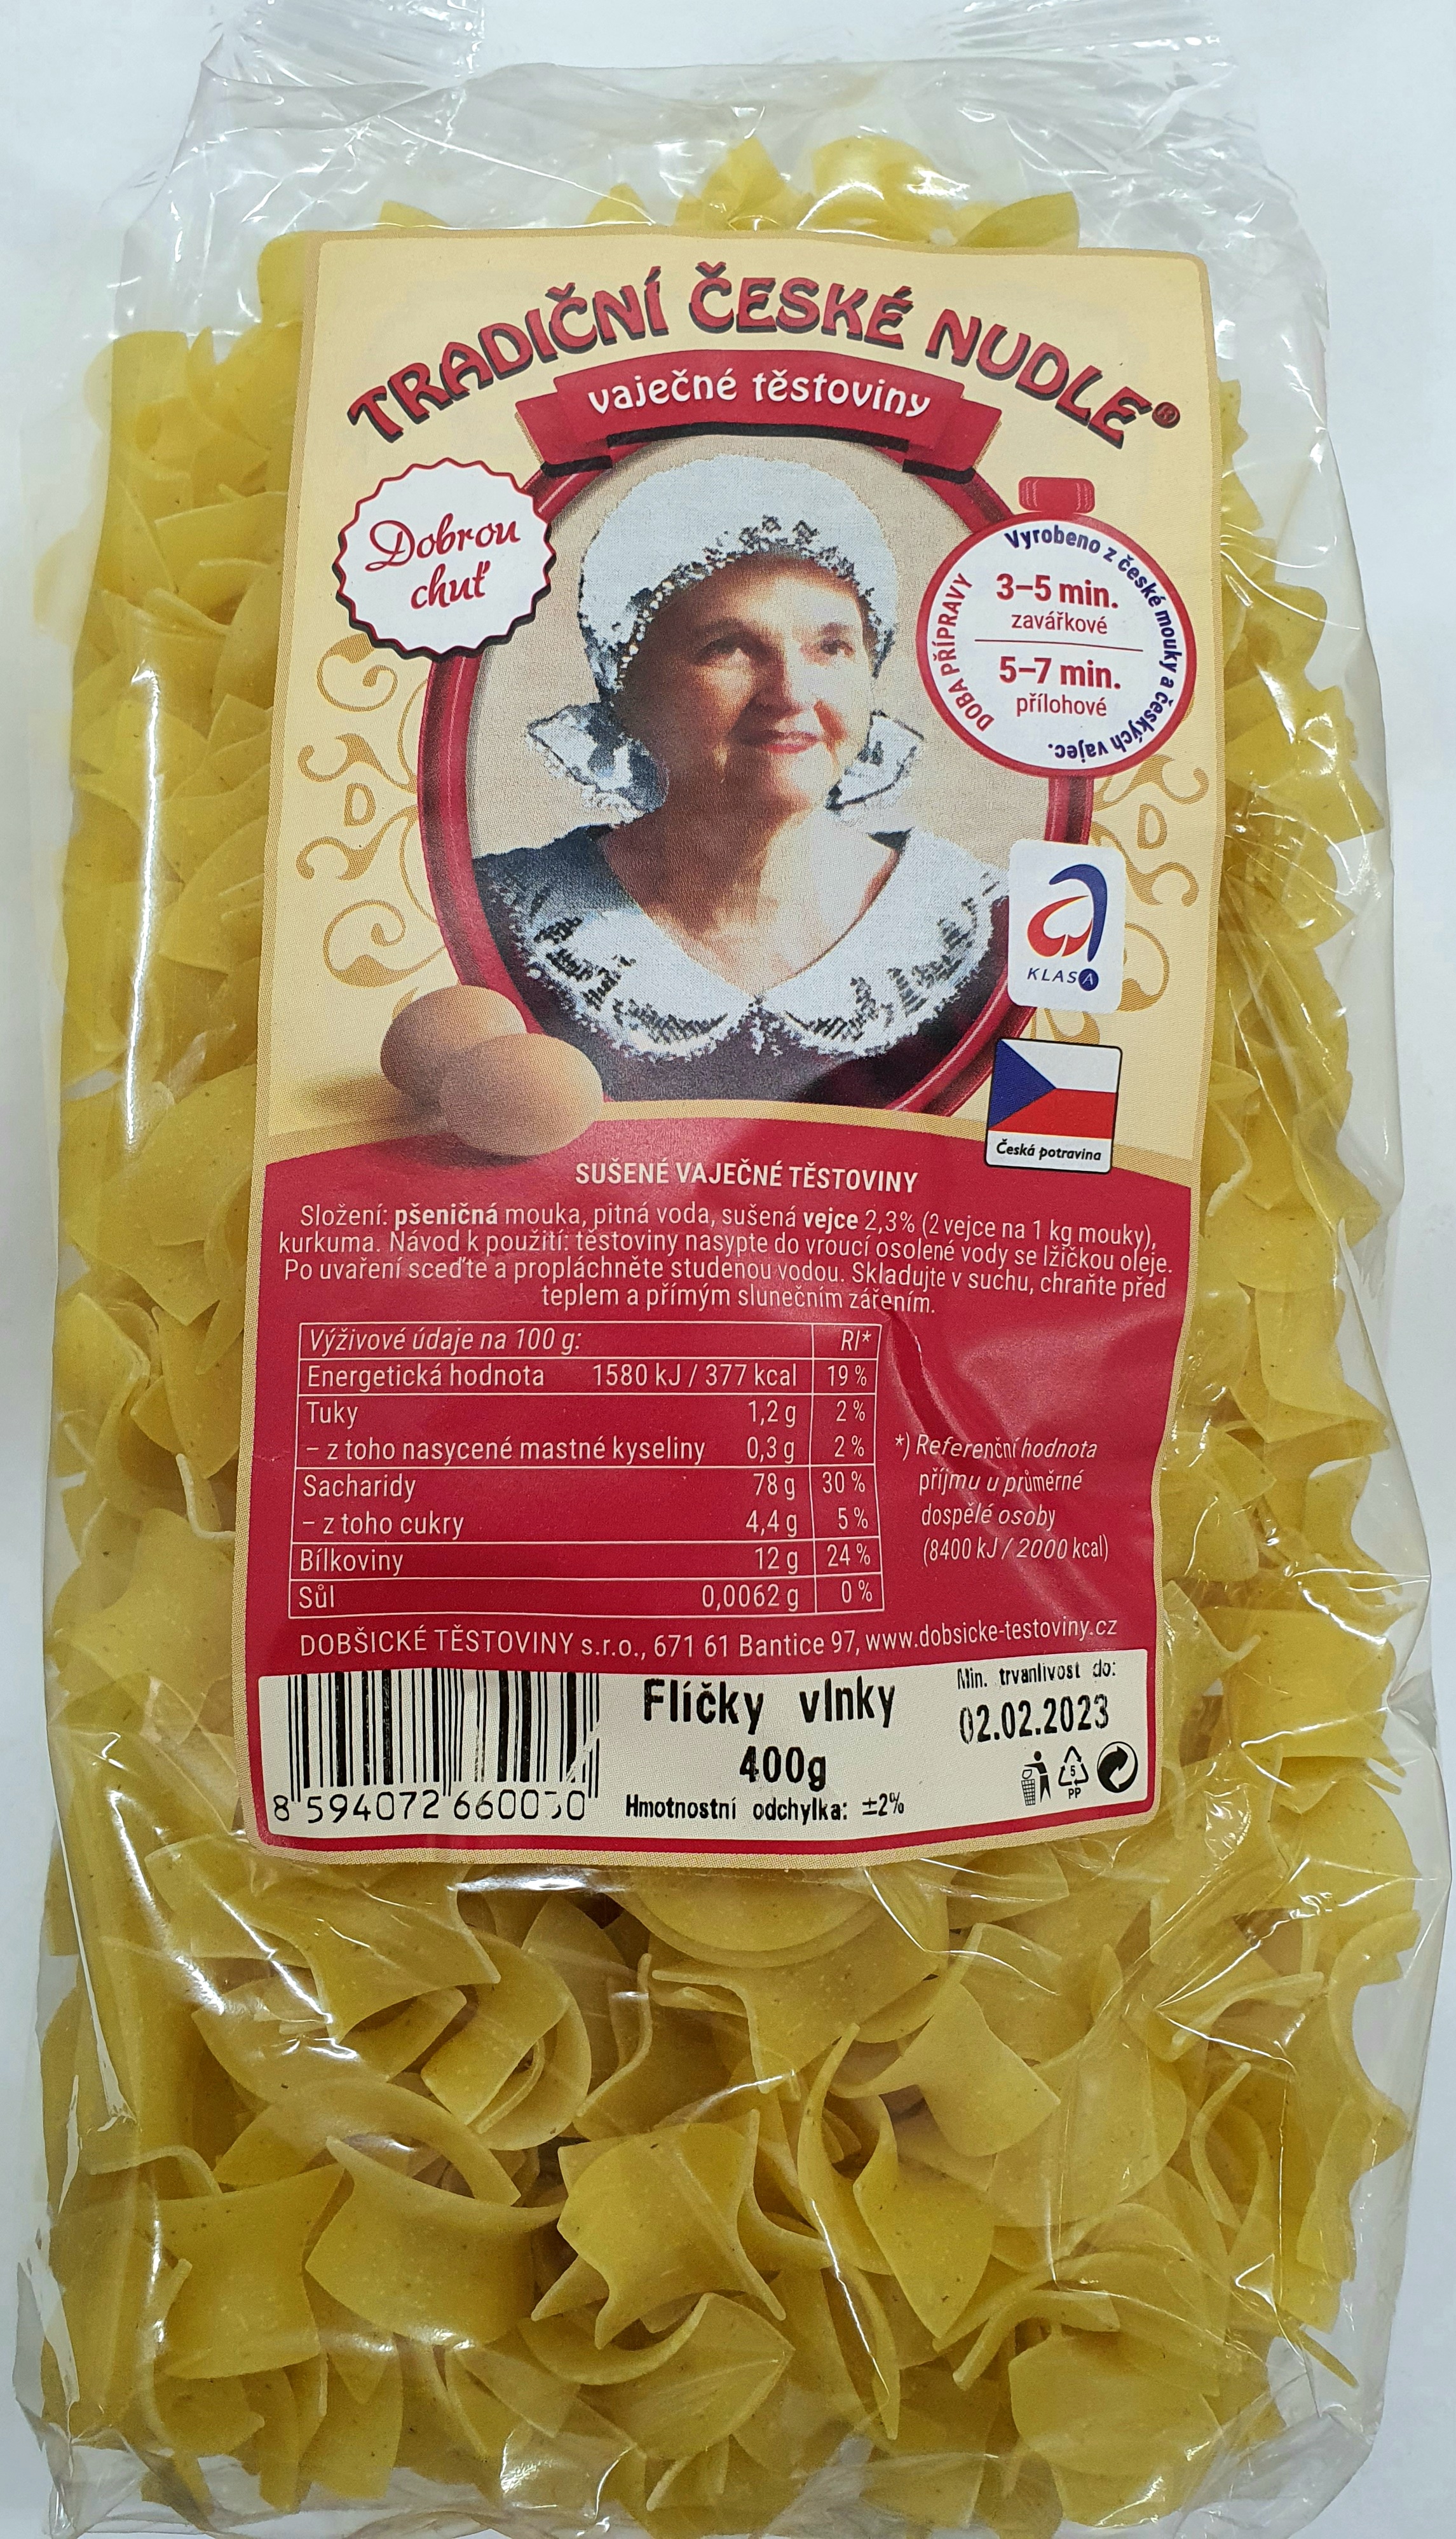 TRADIČNÍ ČESKÉ NUDLE®
vaječné těstoviny
Dobrou
chuť
Vyrobeno z české mouky a českých vajec.
DOBA PŘÍPRAVY
3–5 min.
zavářkové
5–7 min.
přílohové
KLASA
Česká potravina
SUŠENÉ VAJEČNÉ TĚSTOVINY
Složení: pšeničná mouka, pitná voda, sušená vejce 2,3% (2 vejce na 1 kg mouky),
kurkuma. Návod k použití: těstoviny nasypte do vroucí osolené vody se lžičkou oleje.
Po uvaření sceďte a propláchněte studenou vodou. Skladujte v suchu, chraňte před
teplem a přímým slunečním zářením.
Výživové údaje na 100 g: RI*
Energetická hodnota 1580 kJ / 377 kcal 19 %
Tuky 1,2 g 2 %
– z toho nasycené mastné kyseliny 0,3 g 2 %
Sacharidy 78 g 30 %
– z toho cukry 4,4 g 5 %
Bílkoviny 12 g 24 %
Sůl 0,0062 g 0 %
*) Referenční hodnota
příjmu u průměrné
dospělé osoby
(8400 kJ / 2000 kcal)
DOBŠICKÉ TĚSTOVINY s.r.o., 671 61 Bantice 97, www.dobsicke-testoviny.cz
Flíčky vlnky
400g
Hmotnostní odchylka: ±2%
Min. trvanlivost do:
02.02.2023
5
PP
8 594072